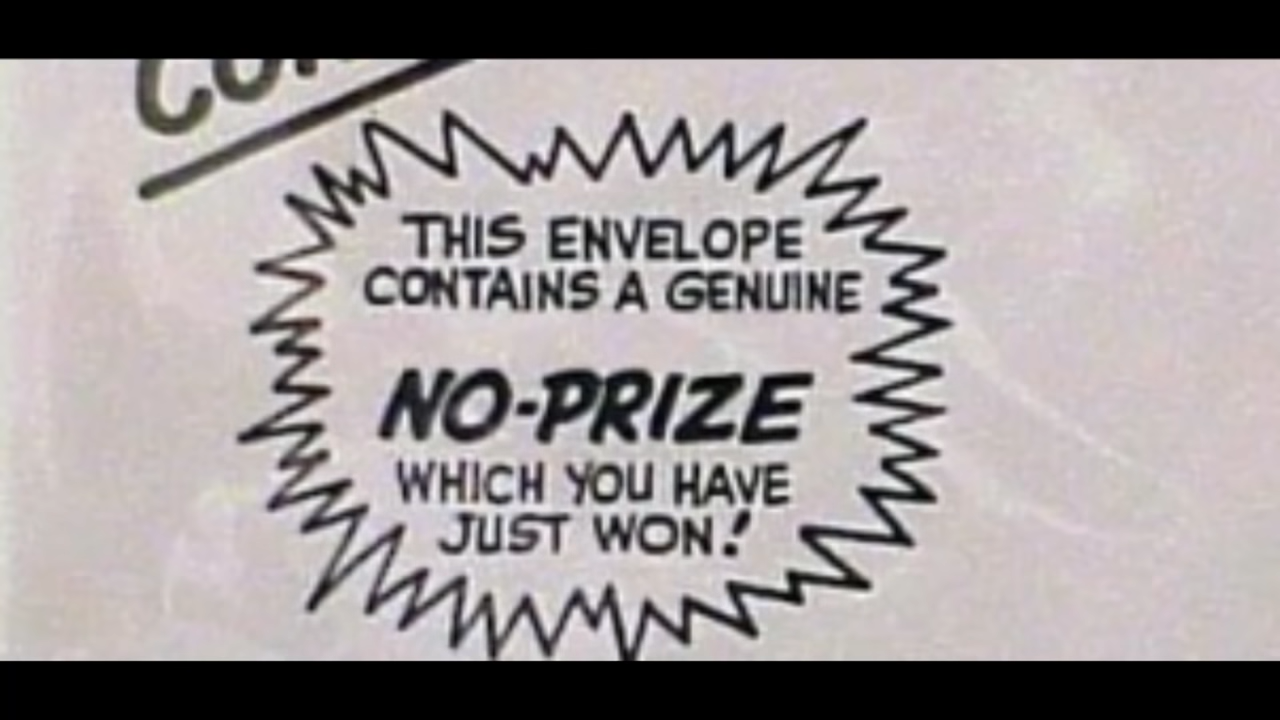 THIS ENVELOPE
CONTAINS A GENUINE
NO-PRIZE
WHICH YOU HAVE
JUST WON!